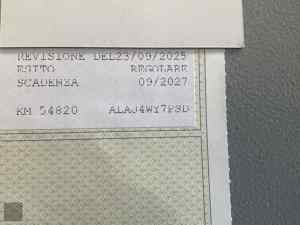 REVISIONE DEL23/09/2025
ESITO REGOLARE
SCADENZA 09/2027
KM 54820 ALAJ4WY7PSD